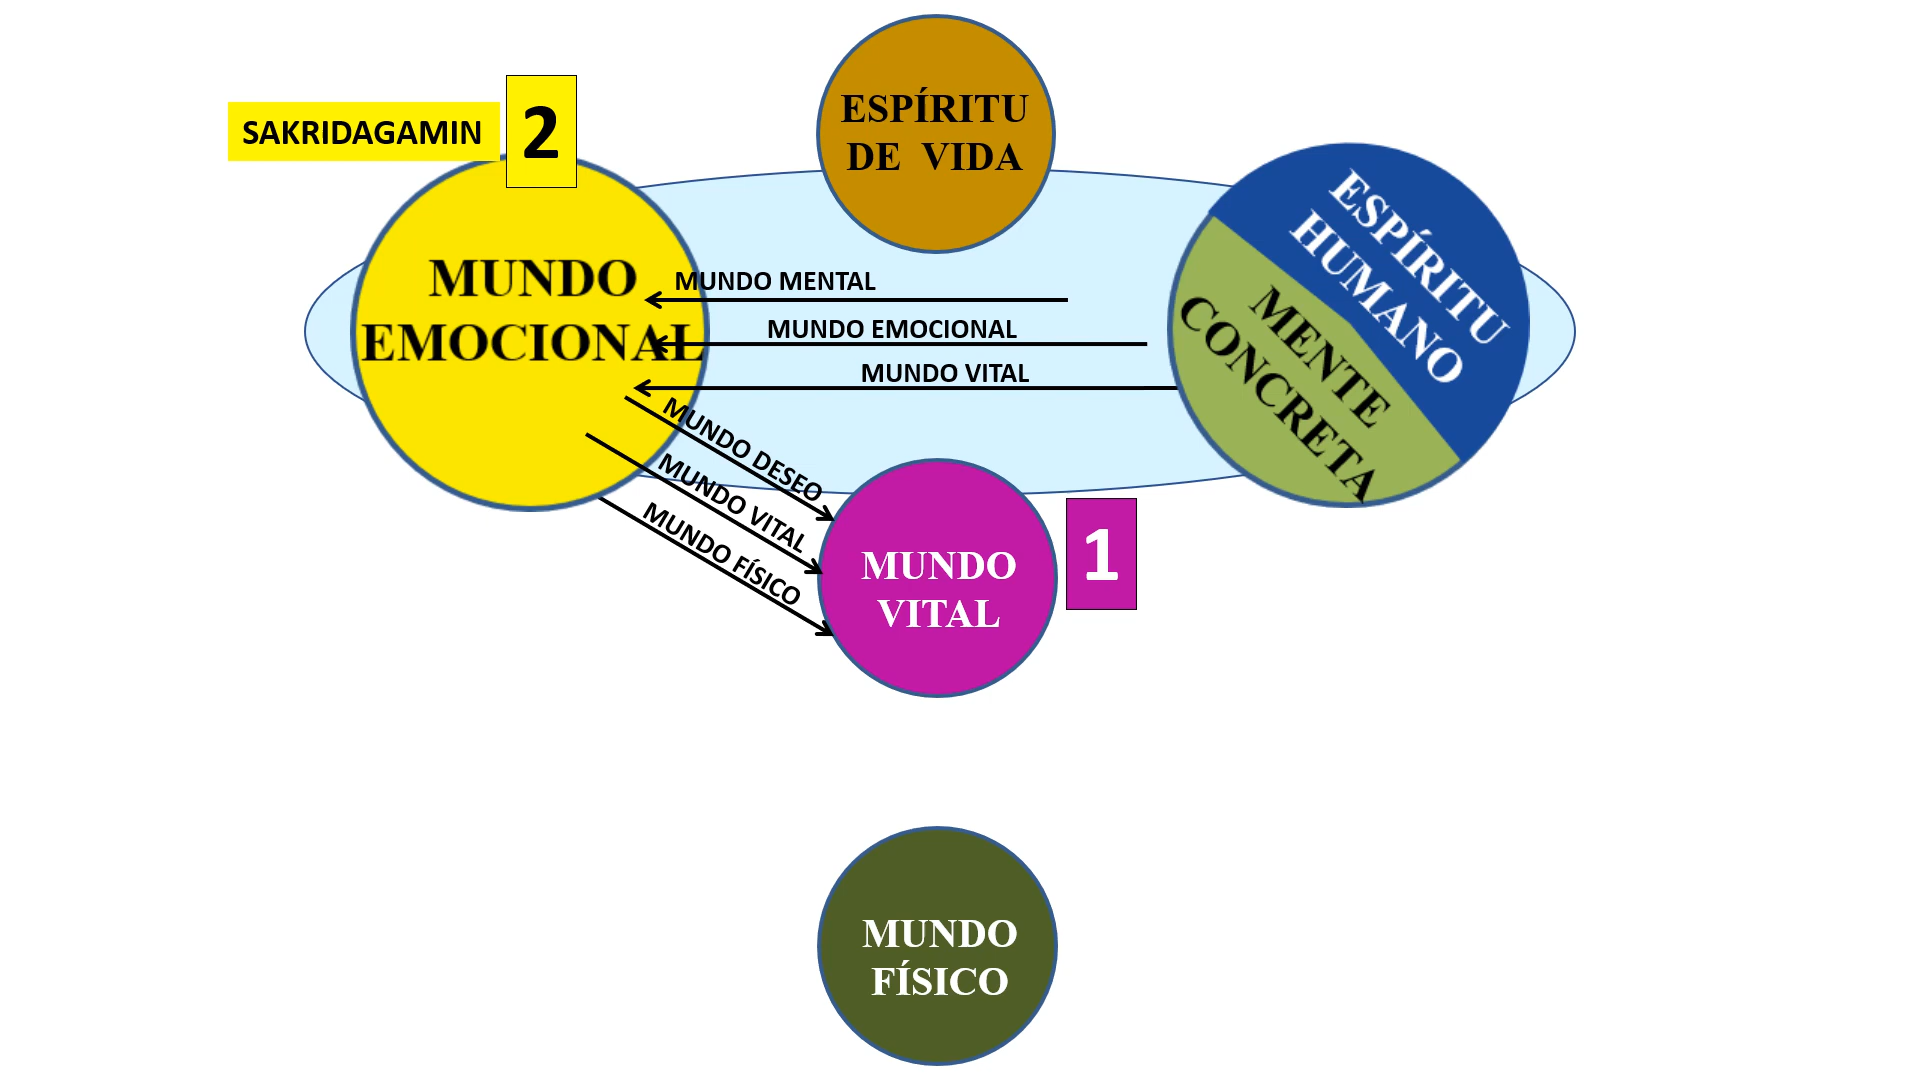 ESPÍRITU
DE VIDA
SAKRIDAGAMIN
2
ESPÍRITU
HUMANO
MENTE
CONCRETA
MUNDO
EMOCIONAL
MUNDO MENTAL
MUNDO EMOCIONAL
MUNDO VITAL
MUNDO DESEO
MUNDO VITAL
MUNDO FÍSICO
MUNDO
VITAL
1
MUNDO
FÍSICO